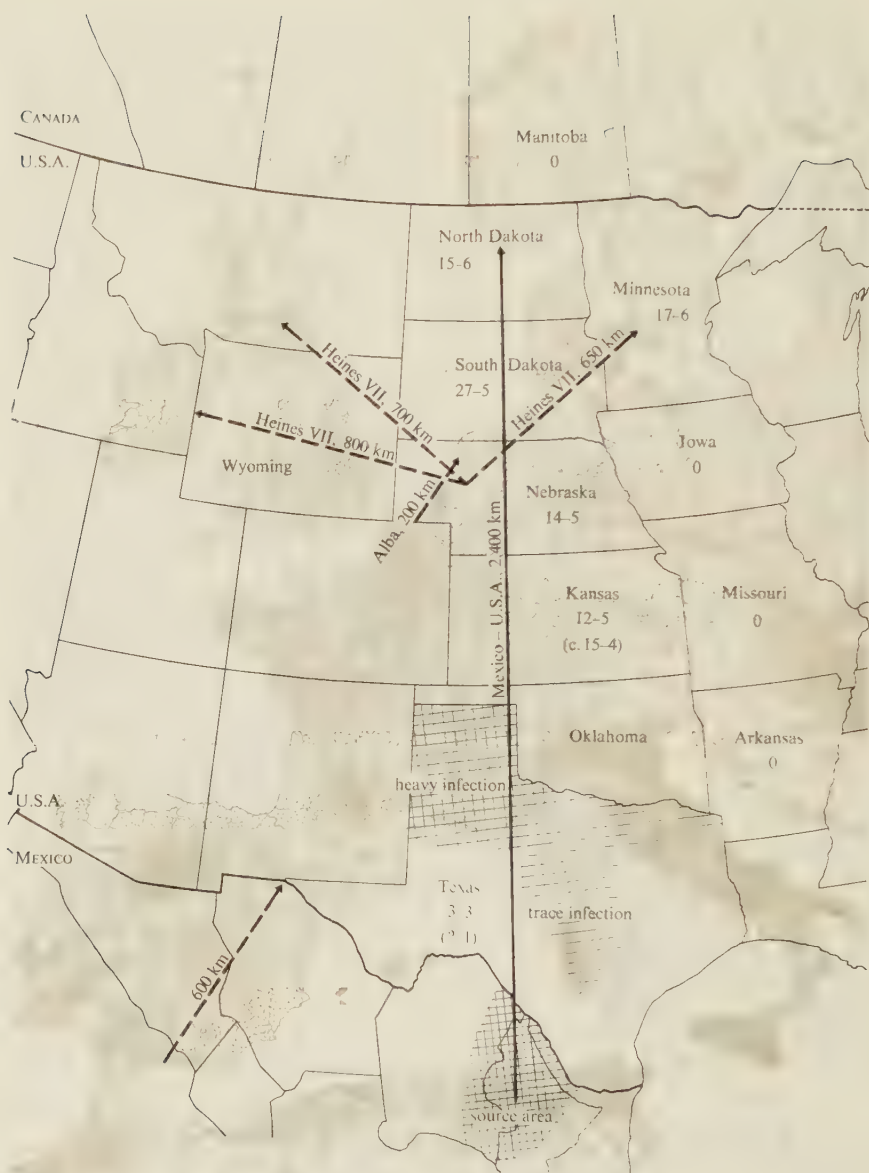 CANADA
U.S.A.
Manitoba
0
North Dakota
15-6
Minnesota
17-6
South Dakota
27-5
Heines VII, 650 km
Heines VII, 700 km
Heines VII, 800 km
Wyoming
Iowa
0
Nebraska
14-5
Alba, 200 km
Mexico – U.S.A. 2,400 km
Kansas
12-5
(c. 15-4)
Missouri
0
Oklahoma
Arkansas
0
heavy infection
U.S.A.
MEXICO
Texas
3-3
trace infection
600 km
source area